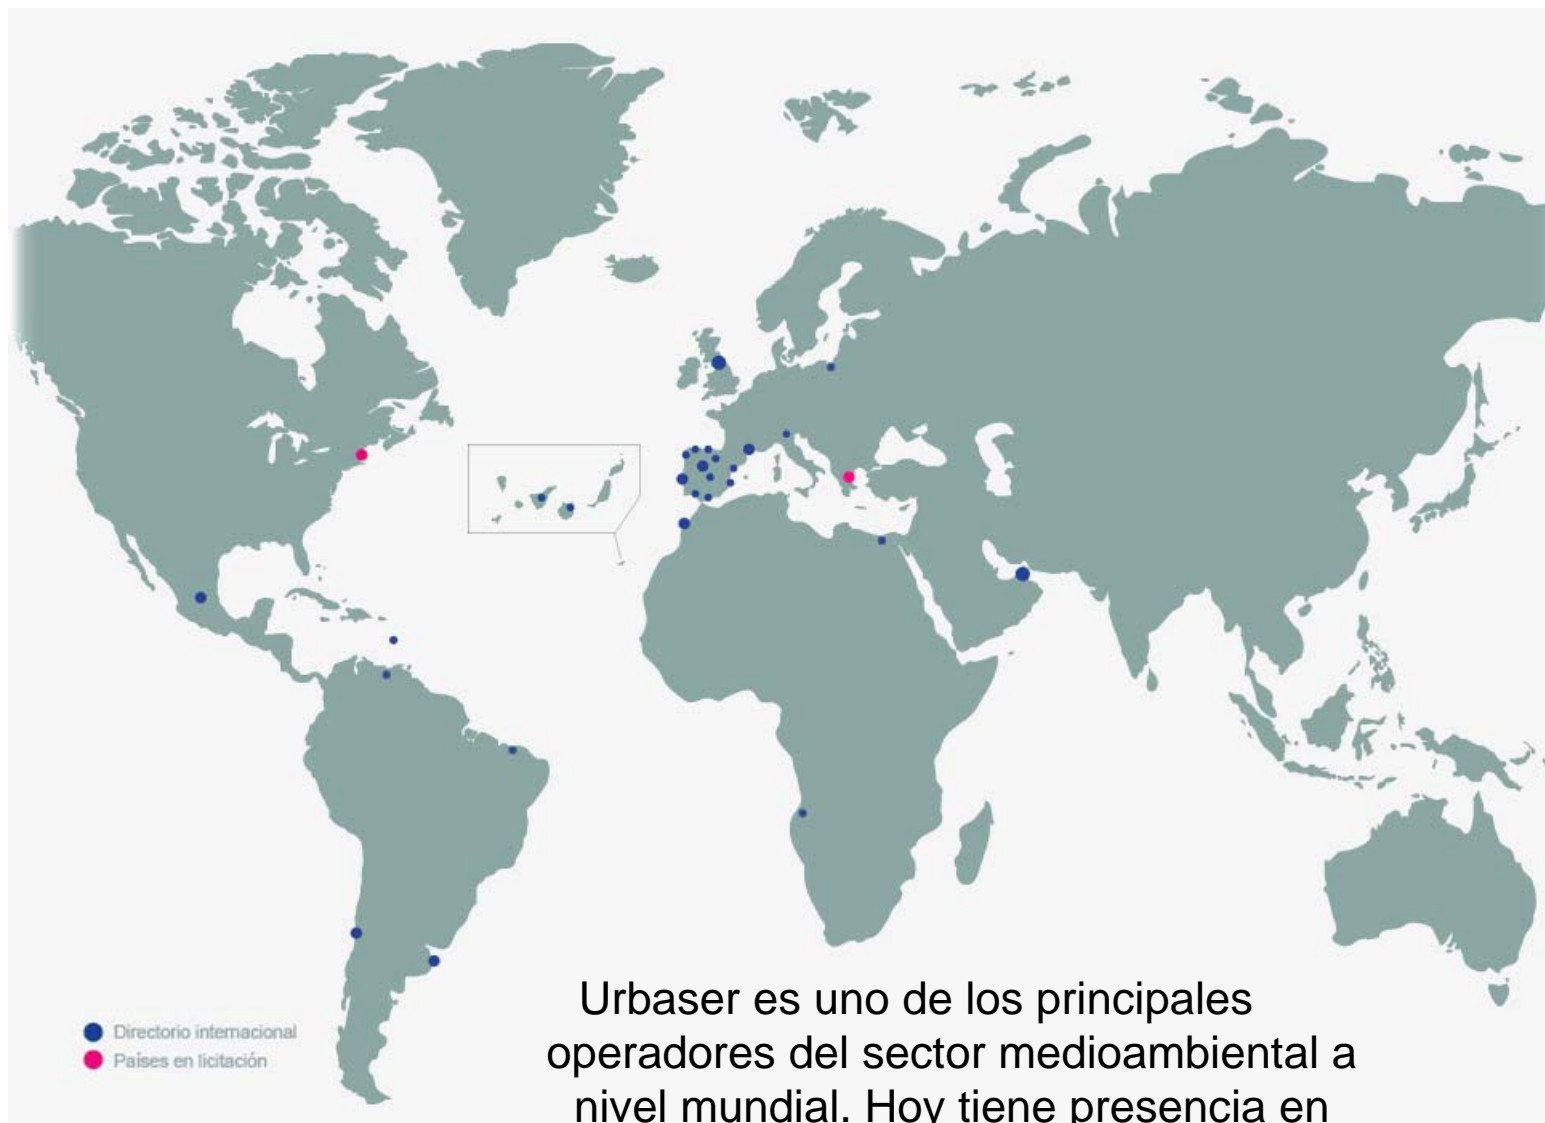 Directorio internacional
Países en licitación
Urbaser es uno de los principales
operadores del sector medioambiental a
nivel mundial. Hoy tiene presencia en